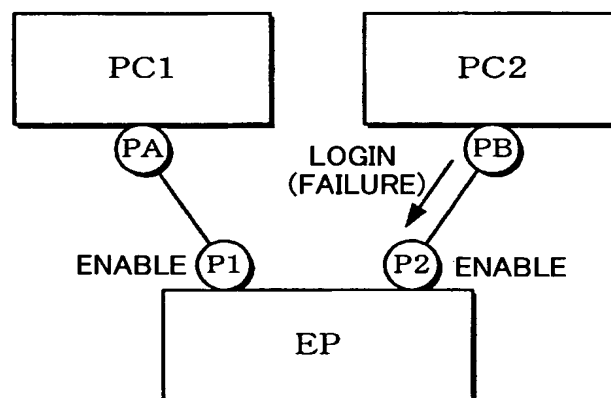 PC1
PC2
PA
PB
LOGIN
(FAILURE)
ENABLE
P1
P2
ENABLE
EP